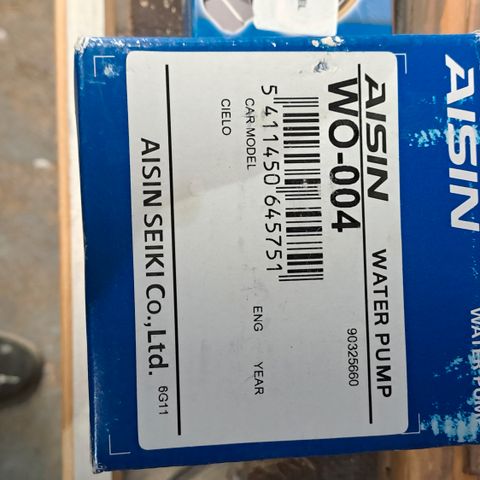 AISIN WATER PUMP
WO-004 90325660
5 411450 645751
CAR MODEL ENG YEAR
CIELO
AISIN SEIKI Co., Ltd. 6G11
AISIN
WATER PUMP